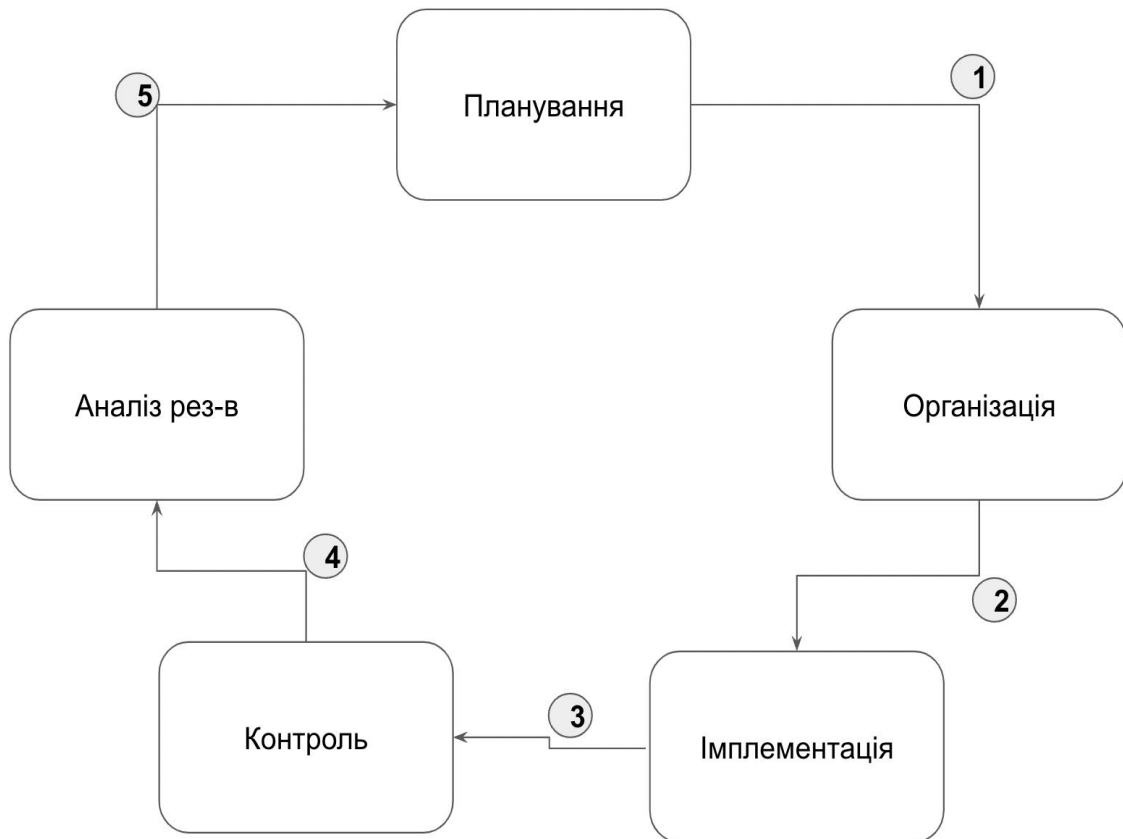 Планування
1
Організація
2
Імплементація
3
Контроль
4
Аналіз рез-в
5